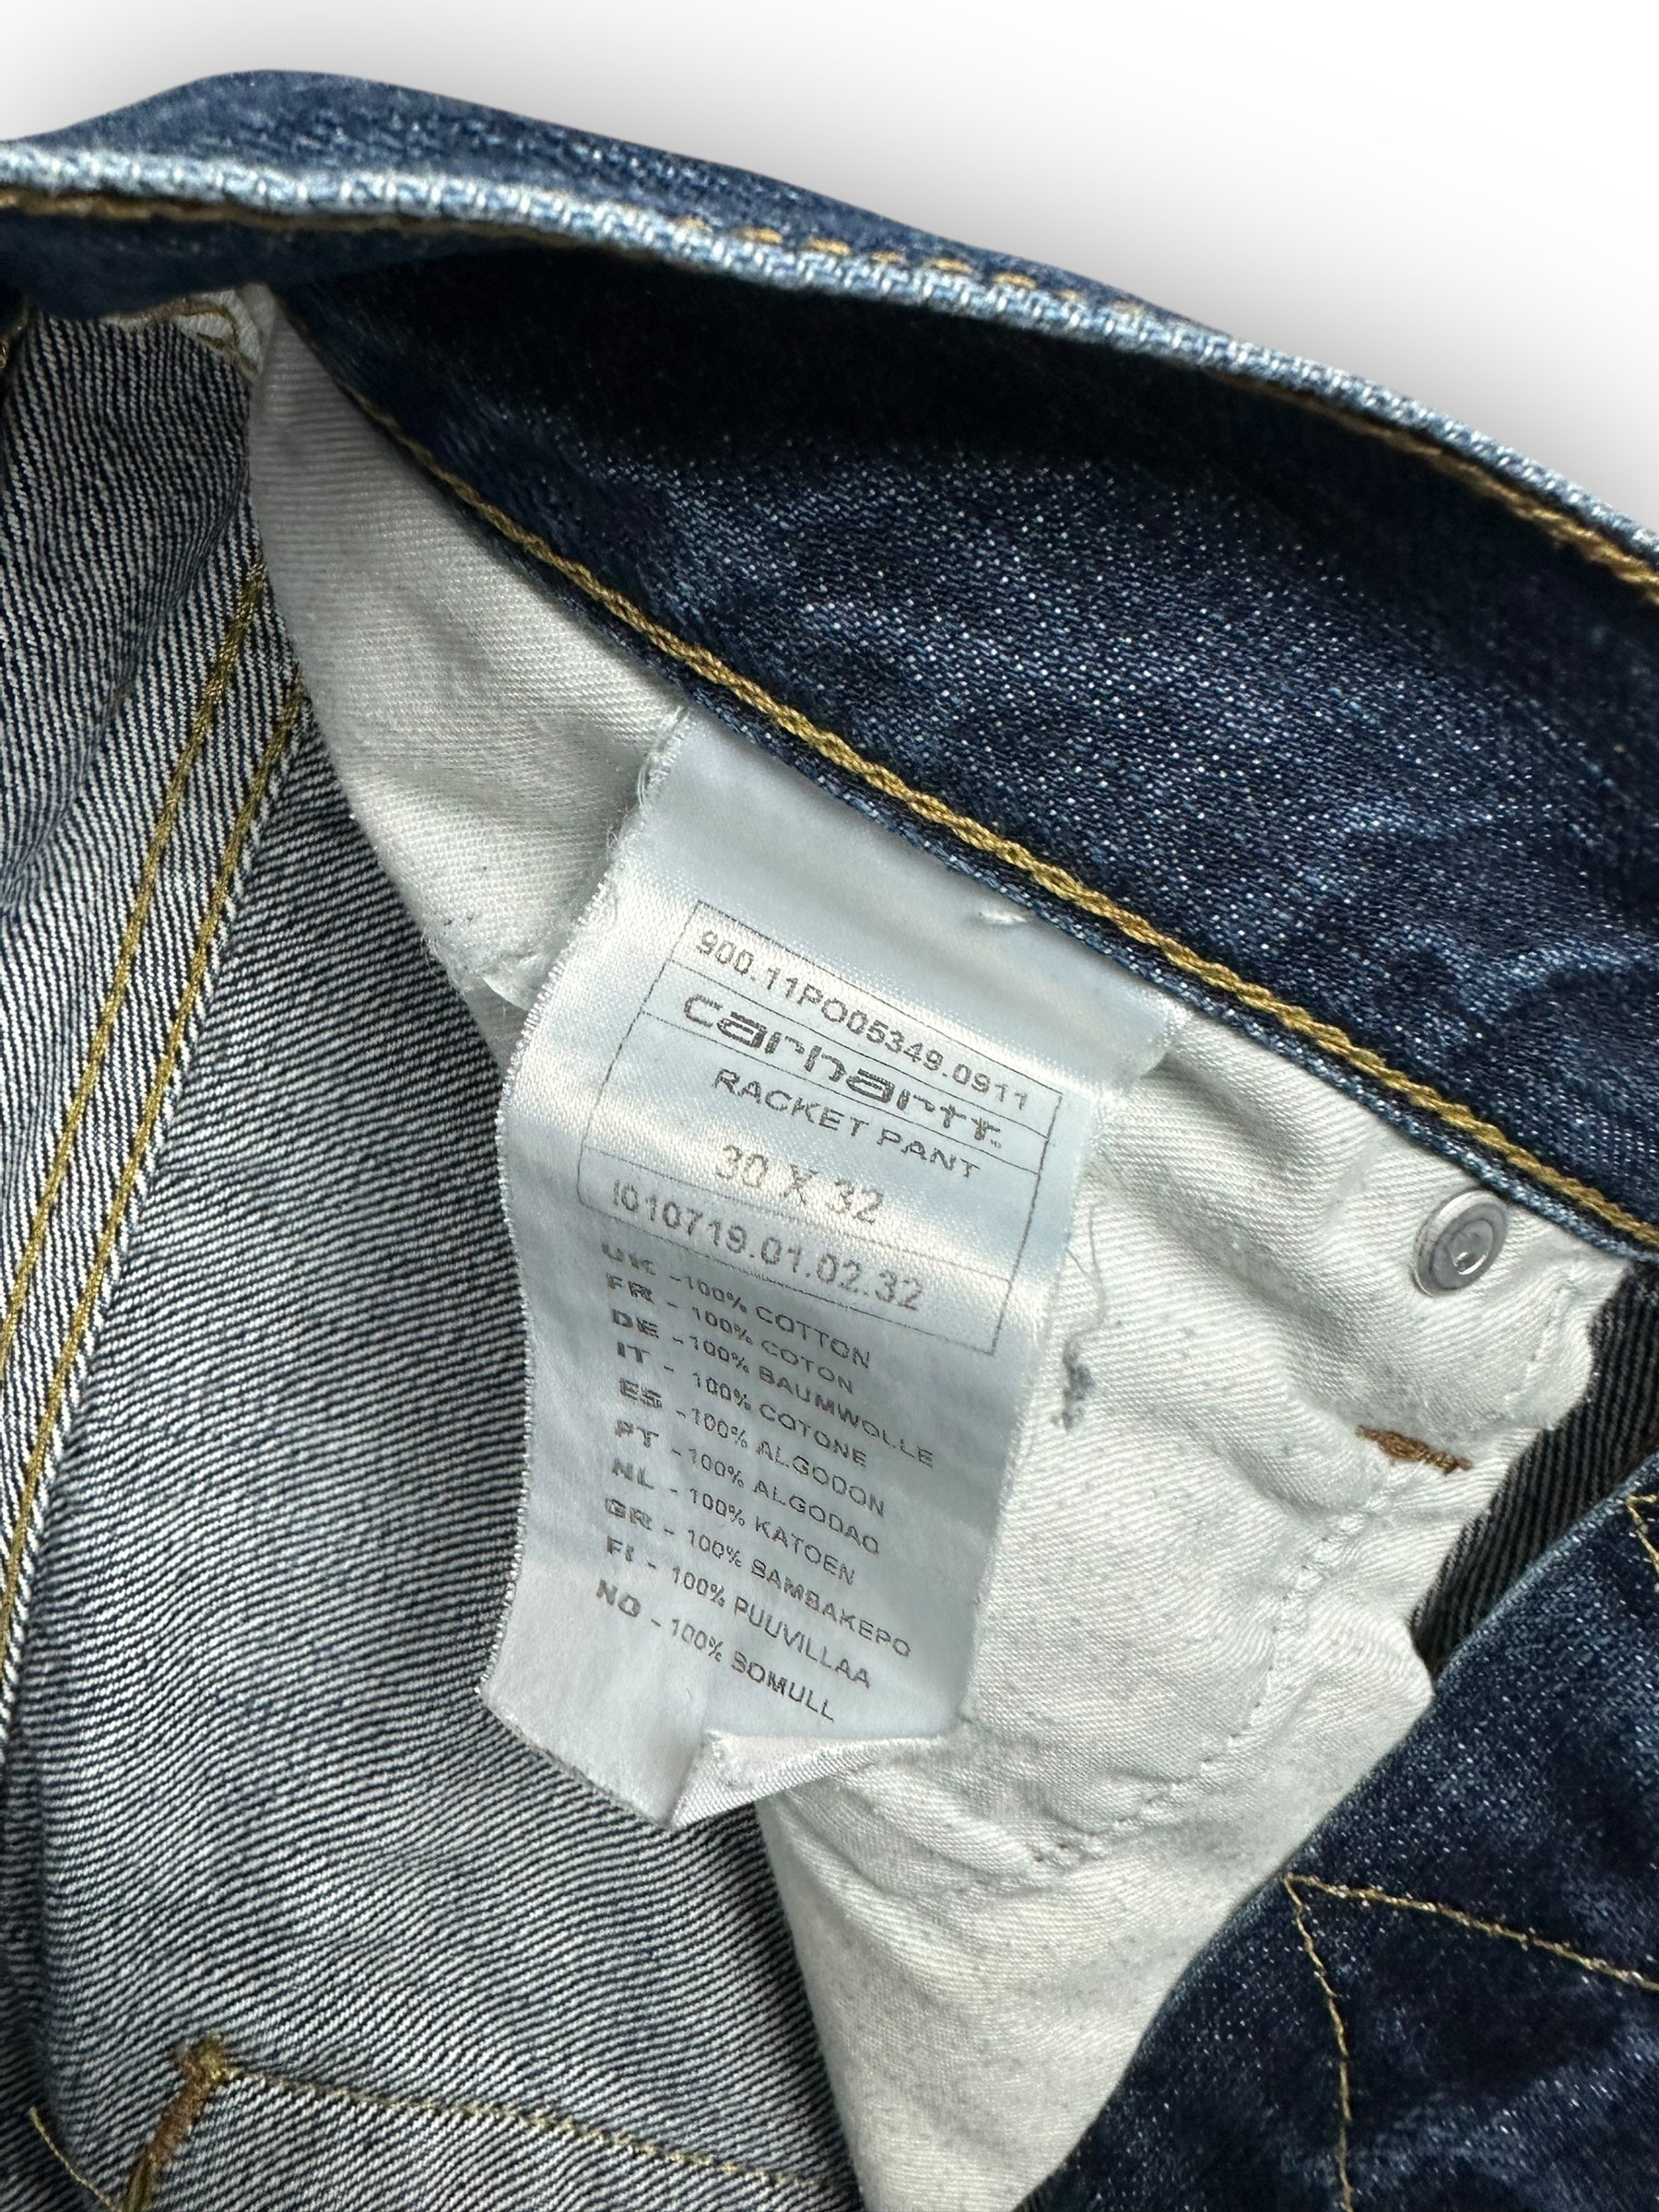 900.11PO05349.0911
carhartt
RACKET PANT
30 X 32
I010719.01.02.32
UK -100% COTTON
FR - 100% COTON
DE -100% BAUMWOLLE
IT - 100% COTONE
ES -100% ALGODON
PT -100% ALGODAO
NL - 100% KATOEN
GR - 100% BAMBAKEPO
FI - 100% PUUVILLAA
NO - 100% BOMULL